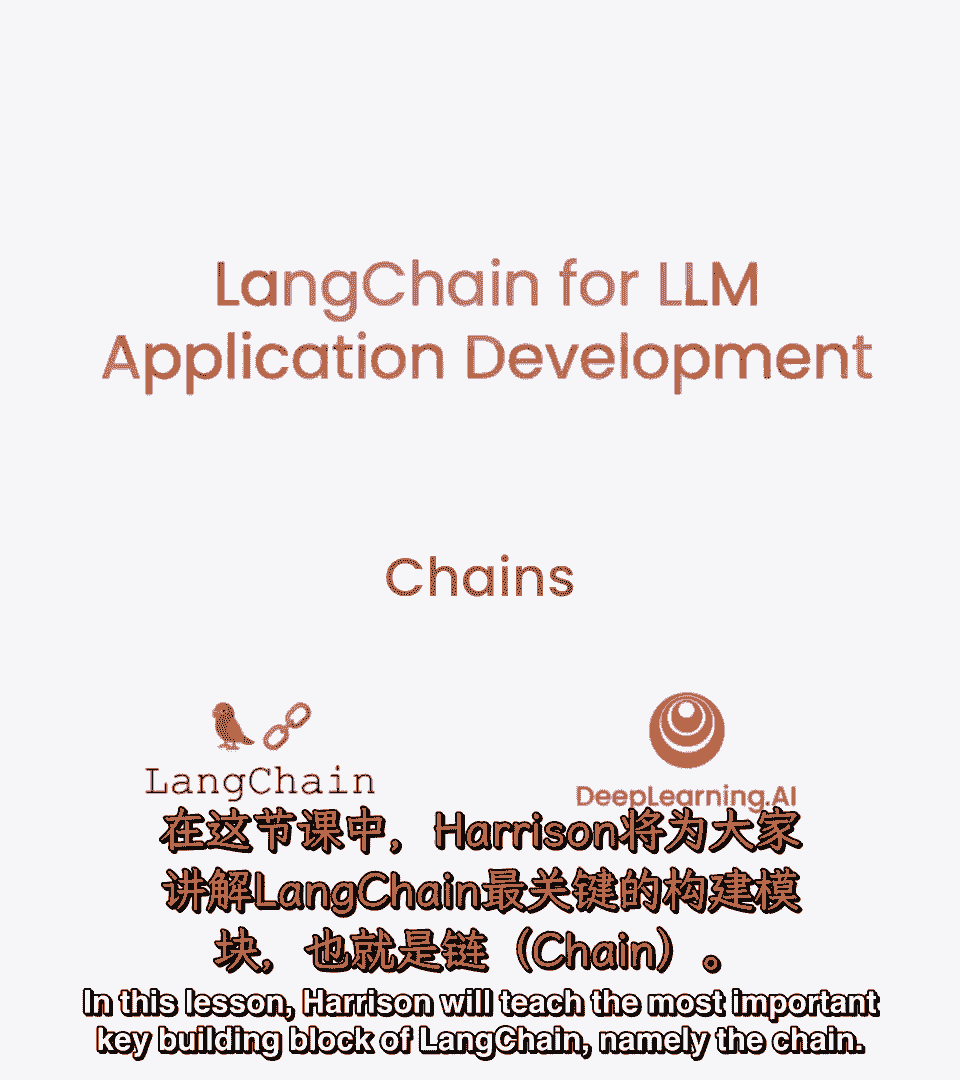 LangChain for LLM
Application Development
Chains
LangChain
DeepLearning.AI
在这节课中，Harrison将为大家
讲解LangChain最关键的构建模
块，也就是链（Chain）。
In this lesson, Harrison will teach the most important
key building block of LangChain, namely the chain.